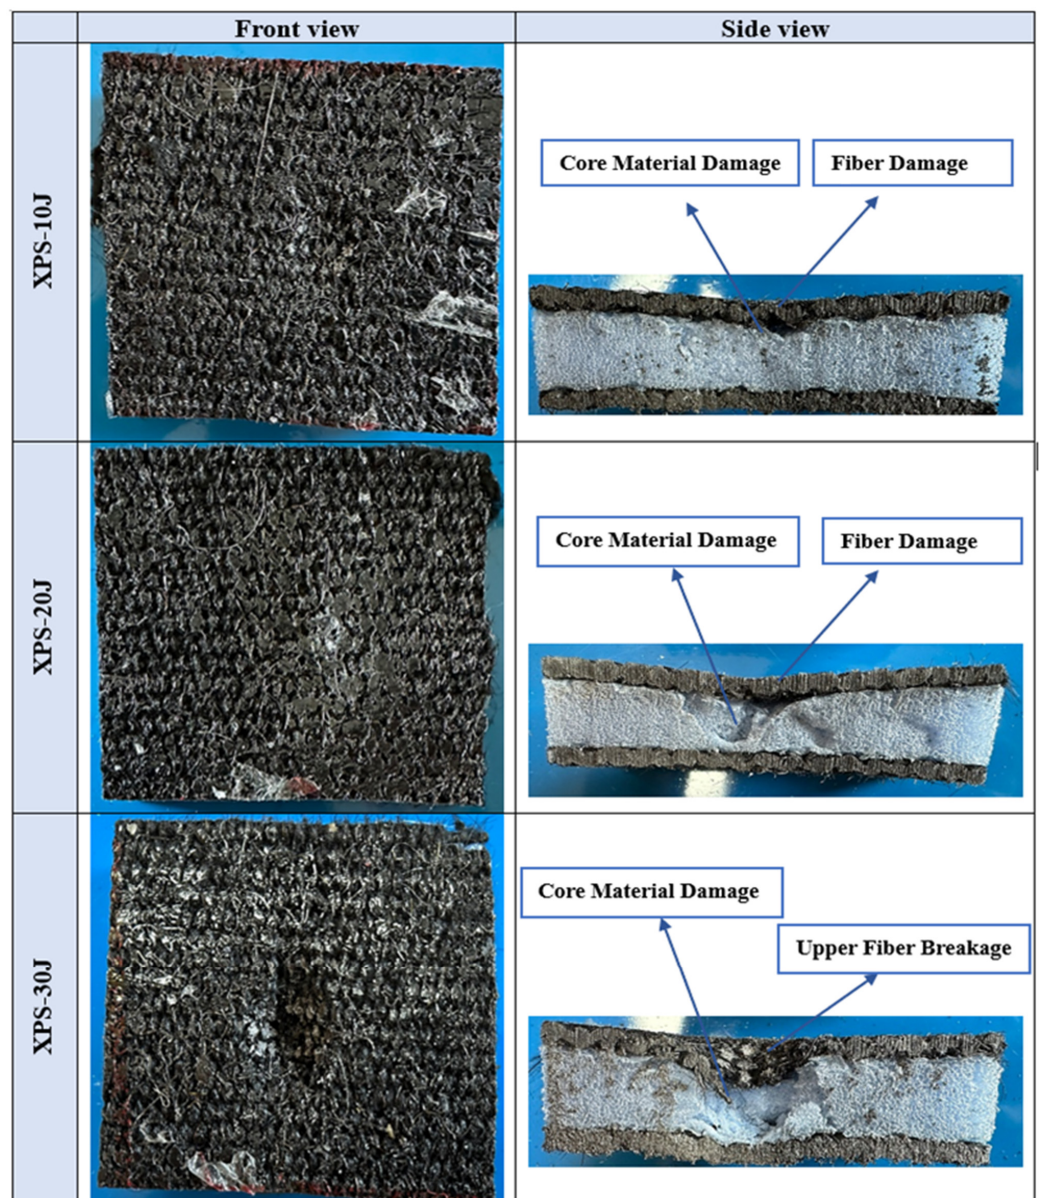 Front view
Side view
XPS-10J
Core Material Damage
Fiber Damage
XPS-20J
Core Material Damage
Fiber Damage
XPS-30J
Core Material Damage
Upper Fiber Breakage